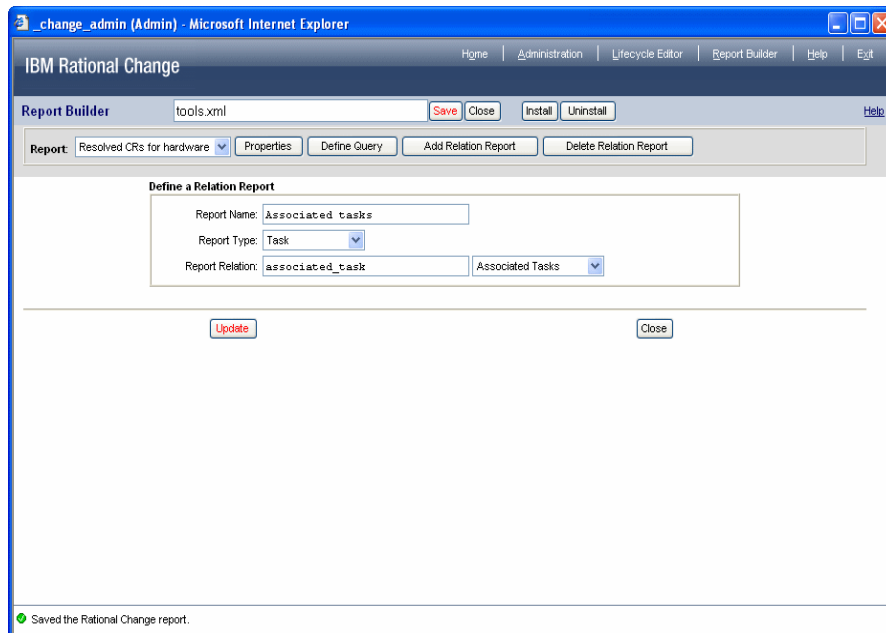 _change_admin (Admin) - Microsoft Internet Explorer
Home | Administration | Lifecycle Editor | Report Builder | Help | Exit
IBM Rational Change
Report Builder tools.xml Save Close Install Uninstall Help
Report: Resolved CRs for hardware Properties Define Query Add Relation Report Delete Relation Report
Define a Relation Report
Report Name: Associated tasks
Report Type: Task
Report Relation: associated_task Associated Tasks
Update Close
Saved the Rational Change report.